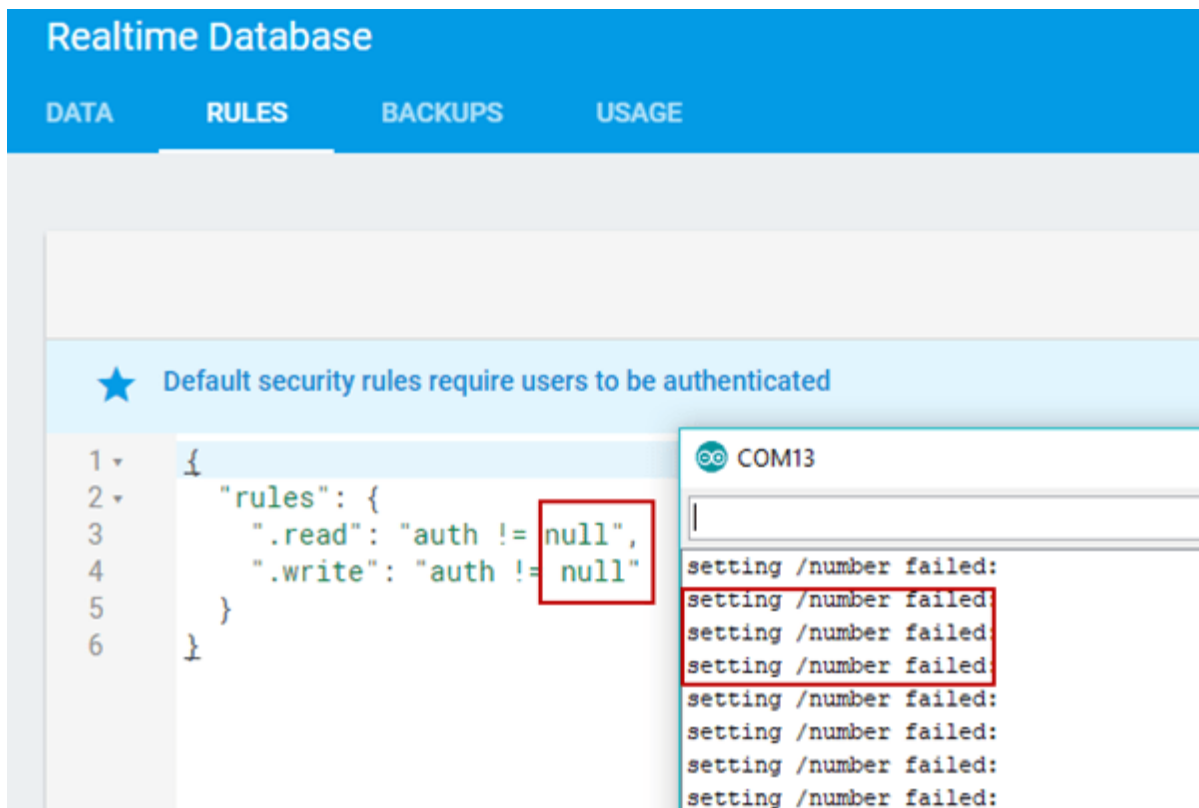 Realtime Database
DATA RULES BACKUPS USAGE
Default security rules require users to be authenticated
1 {
2 "rules": {
3 ".read": "auth != null",
4 ".write": "auth != null"
5 }
6 }
COM13
setting /number failed:
setting /number failed:
setting /number failed:
setting /number failed:
setting /number failed:
setting /number failed:
setting /number failed:
setting /number failed: